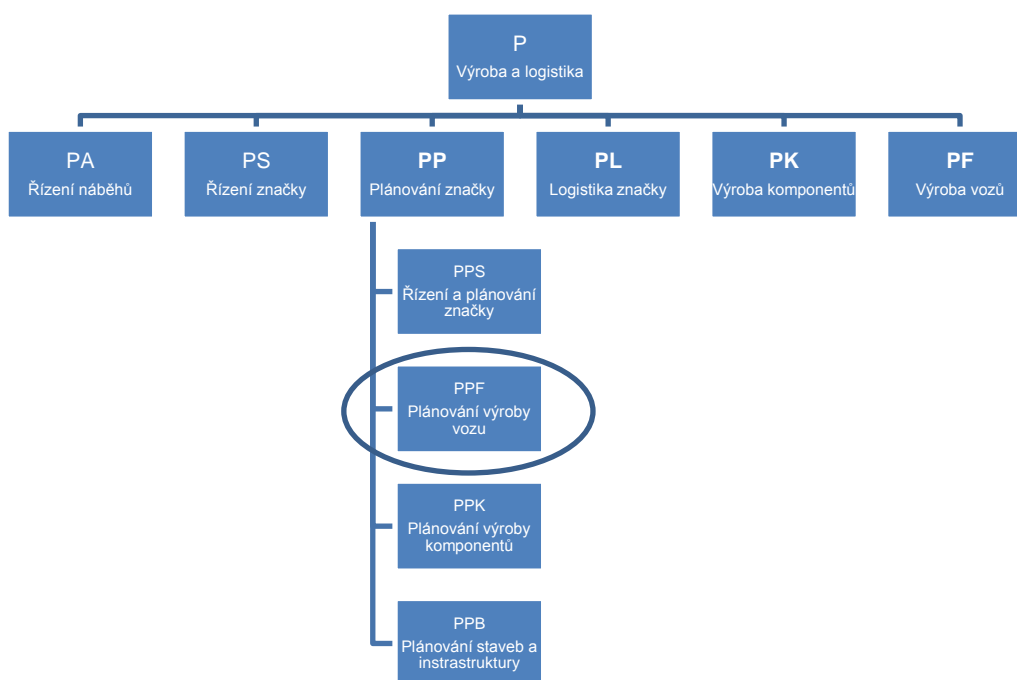 P
Výroba a logistika
PA
Řízení náběhů
PS
Řízení značky
PP
Plánování značky
PL
Logistika značky
PK
Výroba komponentů
PF
Výroba vozů
PPS
Řízení a plánování
značky
PPF
Plánování výroby
vozu
PPK
Plánování výroby
komponentů
PPB
Plánování staveb a
instrastruktury